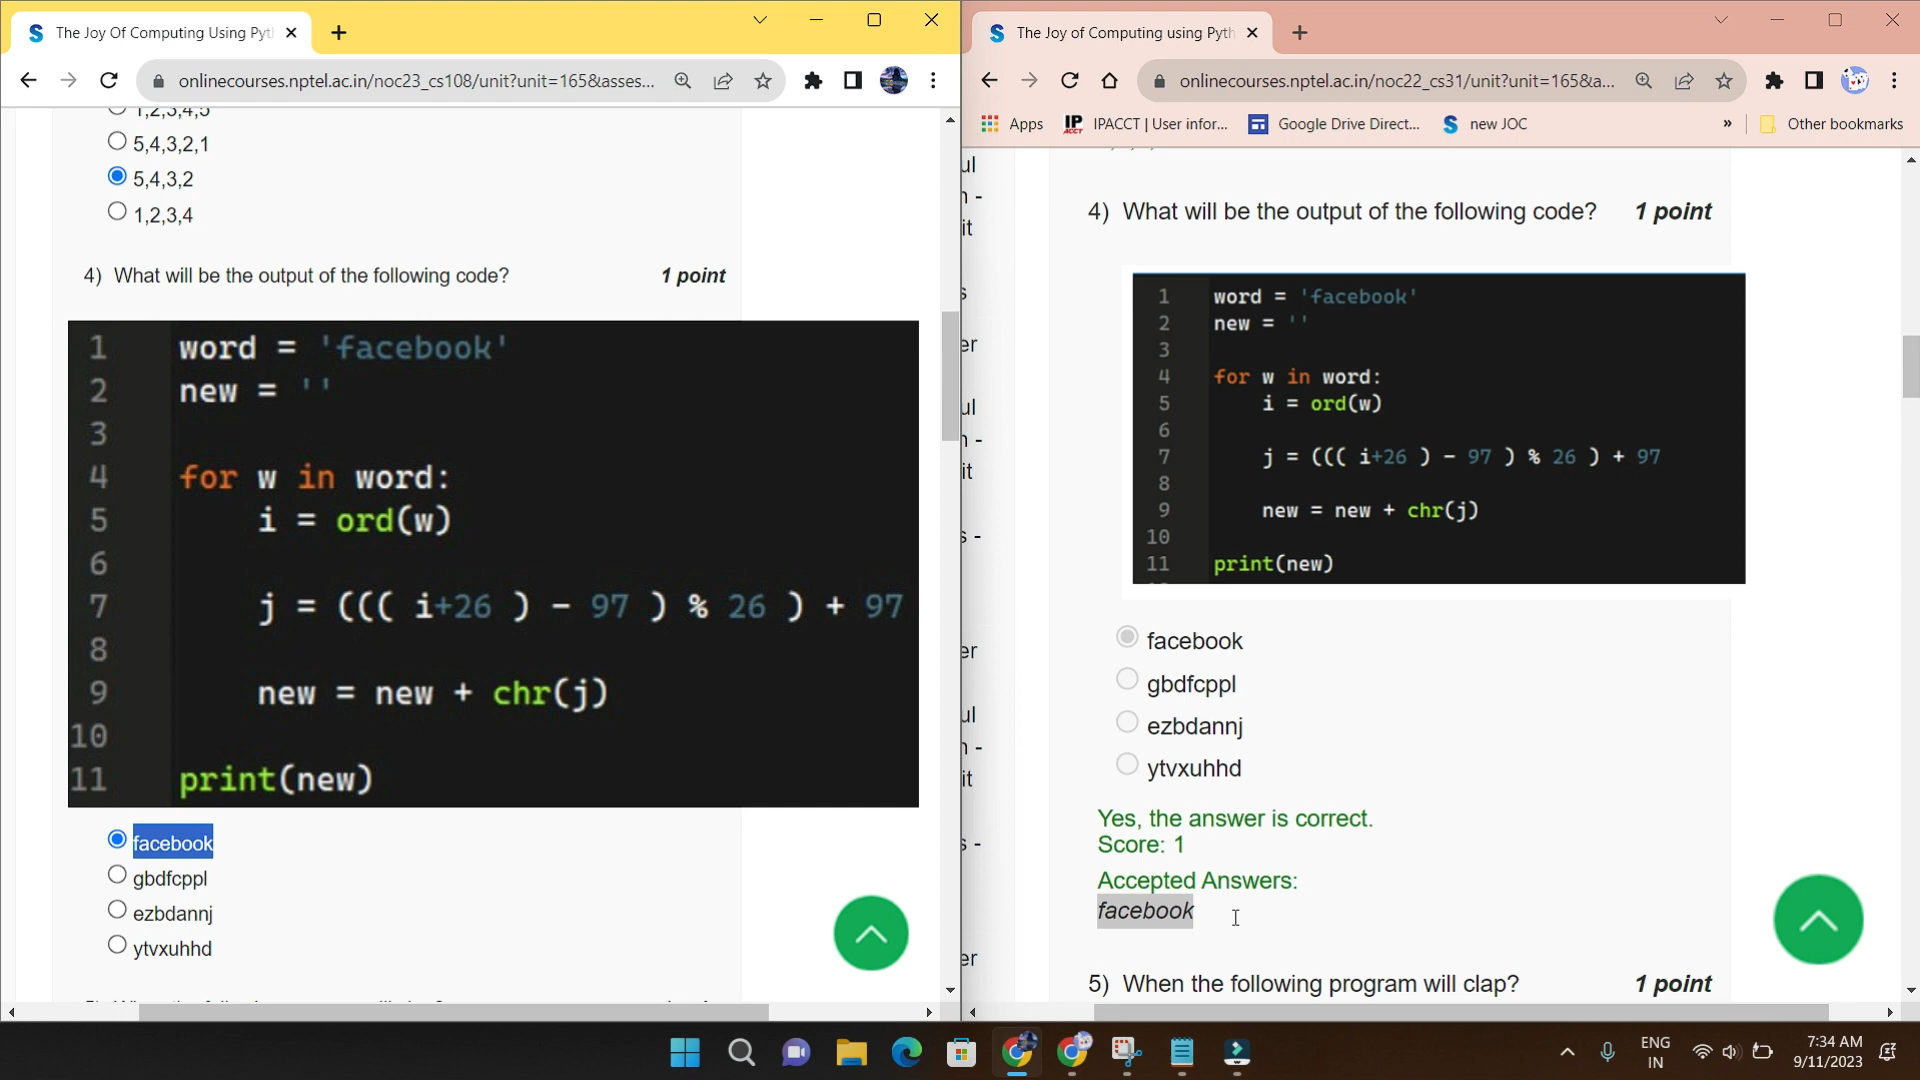 The Joy Of Computing Using Pyt
onlinecourses.nptel.ac.in/noc23_cs108/unit?unit=165&asses...
1,2,3,4,5
5,4,3,2,1
5,4,3,2
1,2,3,4
4) What will be the output of the following code? 1 point
1 word = 'facebook'
2 new = ''
3
4 for w in word:
5 i = ord(w)
6
7 j = ((( i+26 ) - 97 ) % 26 ) + 97
8
9 new = new + chr(j)
10
11 print(new)
facebook
gbdfcppl
ezbdannj
ytvxuhhd
The Joy of Computing using Pyth
onlinecourses.nptel.ac.in/noc22_cs31/unit?unit=165&a...
Apps IP ACCT IPACCT | User infor... Google Drive Direct... new JOC » Other bookmarks
4) What will be the output of the following code? 1 point
1 word = 'facebook'
2 new = ''
3
4 for w in word:
5 i = ord(w)
6
7 j = ((( i+26 ) - 97 ) % 26 ) + 97
8
9 new = new + chr(j)
10
11 print(new)
facebook
gbdfcppl
ezbdannj
ytvxuhhd
Yes, the answer is correct.
Score: 1
Accepted Answers:
facebook
5) When the following program will clap? 1 point
ENG
IN
7:34 AM
9/11/2023